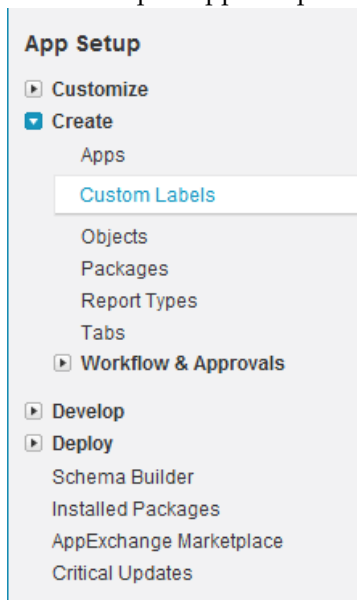 App Setup
Customize
Create
Apps
Custom Labels
Objects
Packages
Report Types
Tabs
Workflow & Approvals
Develop
Deploy
Schema Builder
Installed Packages
AppExchange Marketplace
Critical Updates